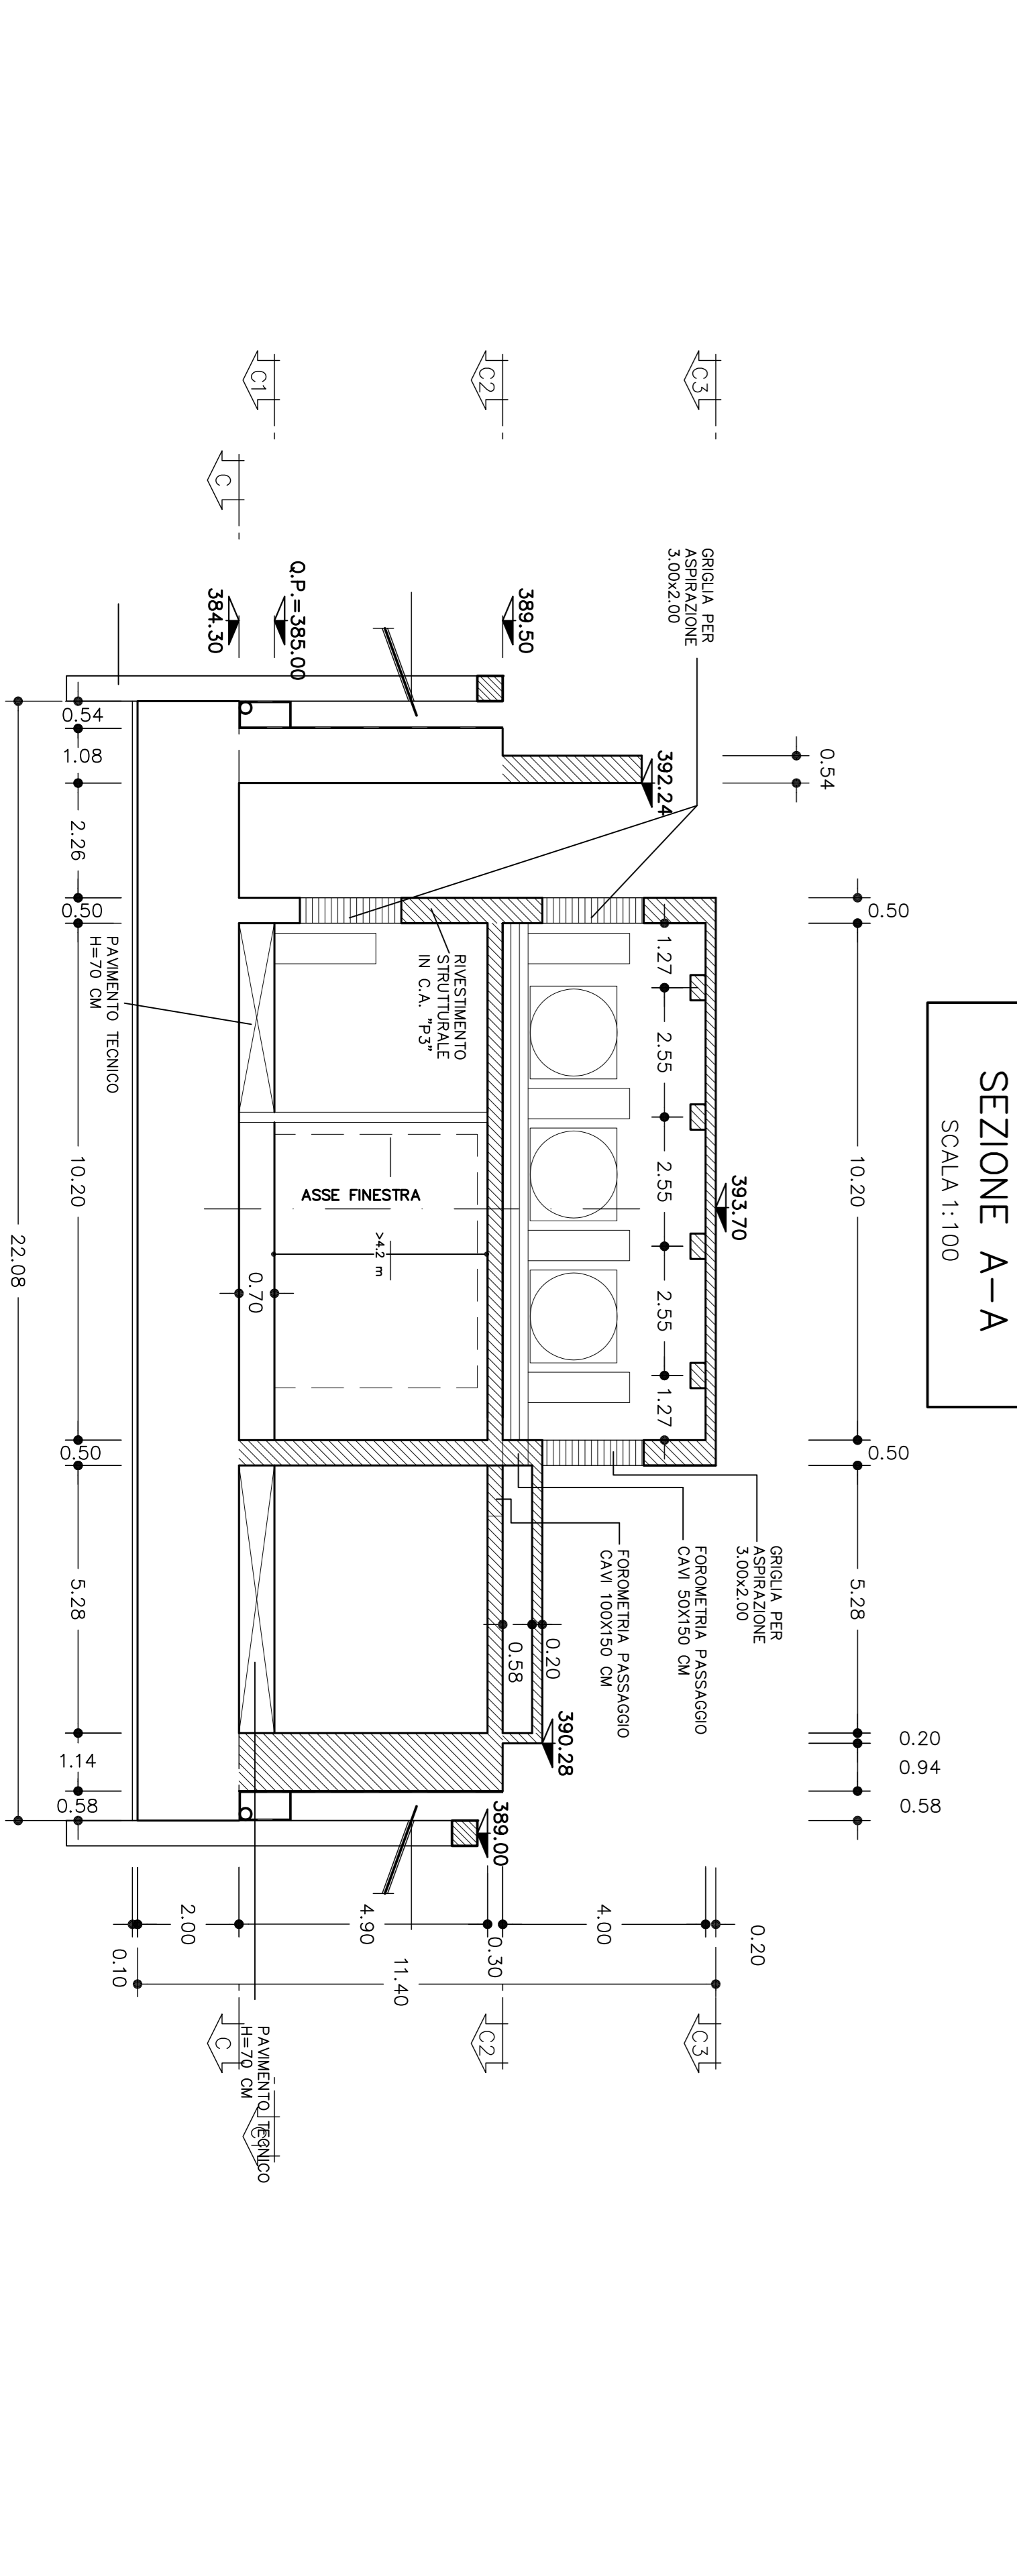 SEZIONE A–A
SCALA 1:100
0.50
10.20
0.50
5.28
0.20
0.94
0.58
0.54
C3
393.70
0.20
C3
GRIGLIA PER
ASPIRAZIONE
3.00x2.00
392.24
1.27
2.55
2.55
2.55
1.27
GRIGLIA PER
ASPIRAZIONE
3.00x2.00
FOROMETRIA PASSAGGIO
CAVI 50X150 CM
FOROMETRIA PASSAGGIO
CAVI 100X150 CM
4.00
0.20
0.58
390.28
C2
389.50
389.00
0.30
C2
RIVESTIMENTO
STRUTTURALE
IN C.A. "P3"
11.40
4.90
ASSE FINESTRA
>4.2 m
C1
Q.P.=385.00
0.70
PAVIMENTO TECNICO
H=70 CM
C1
C
384.30
2.00
C
0.10
PAVIMENTO TECNICO
H=70 CM
0.54
1.08
2.26
0.50
10.20
0.50
5.28
1.14
0.58
22.08